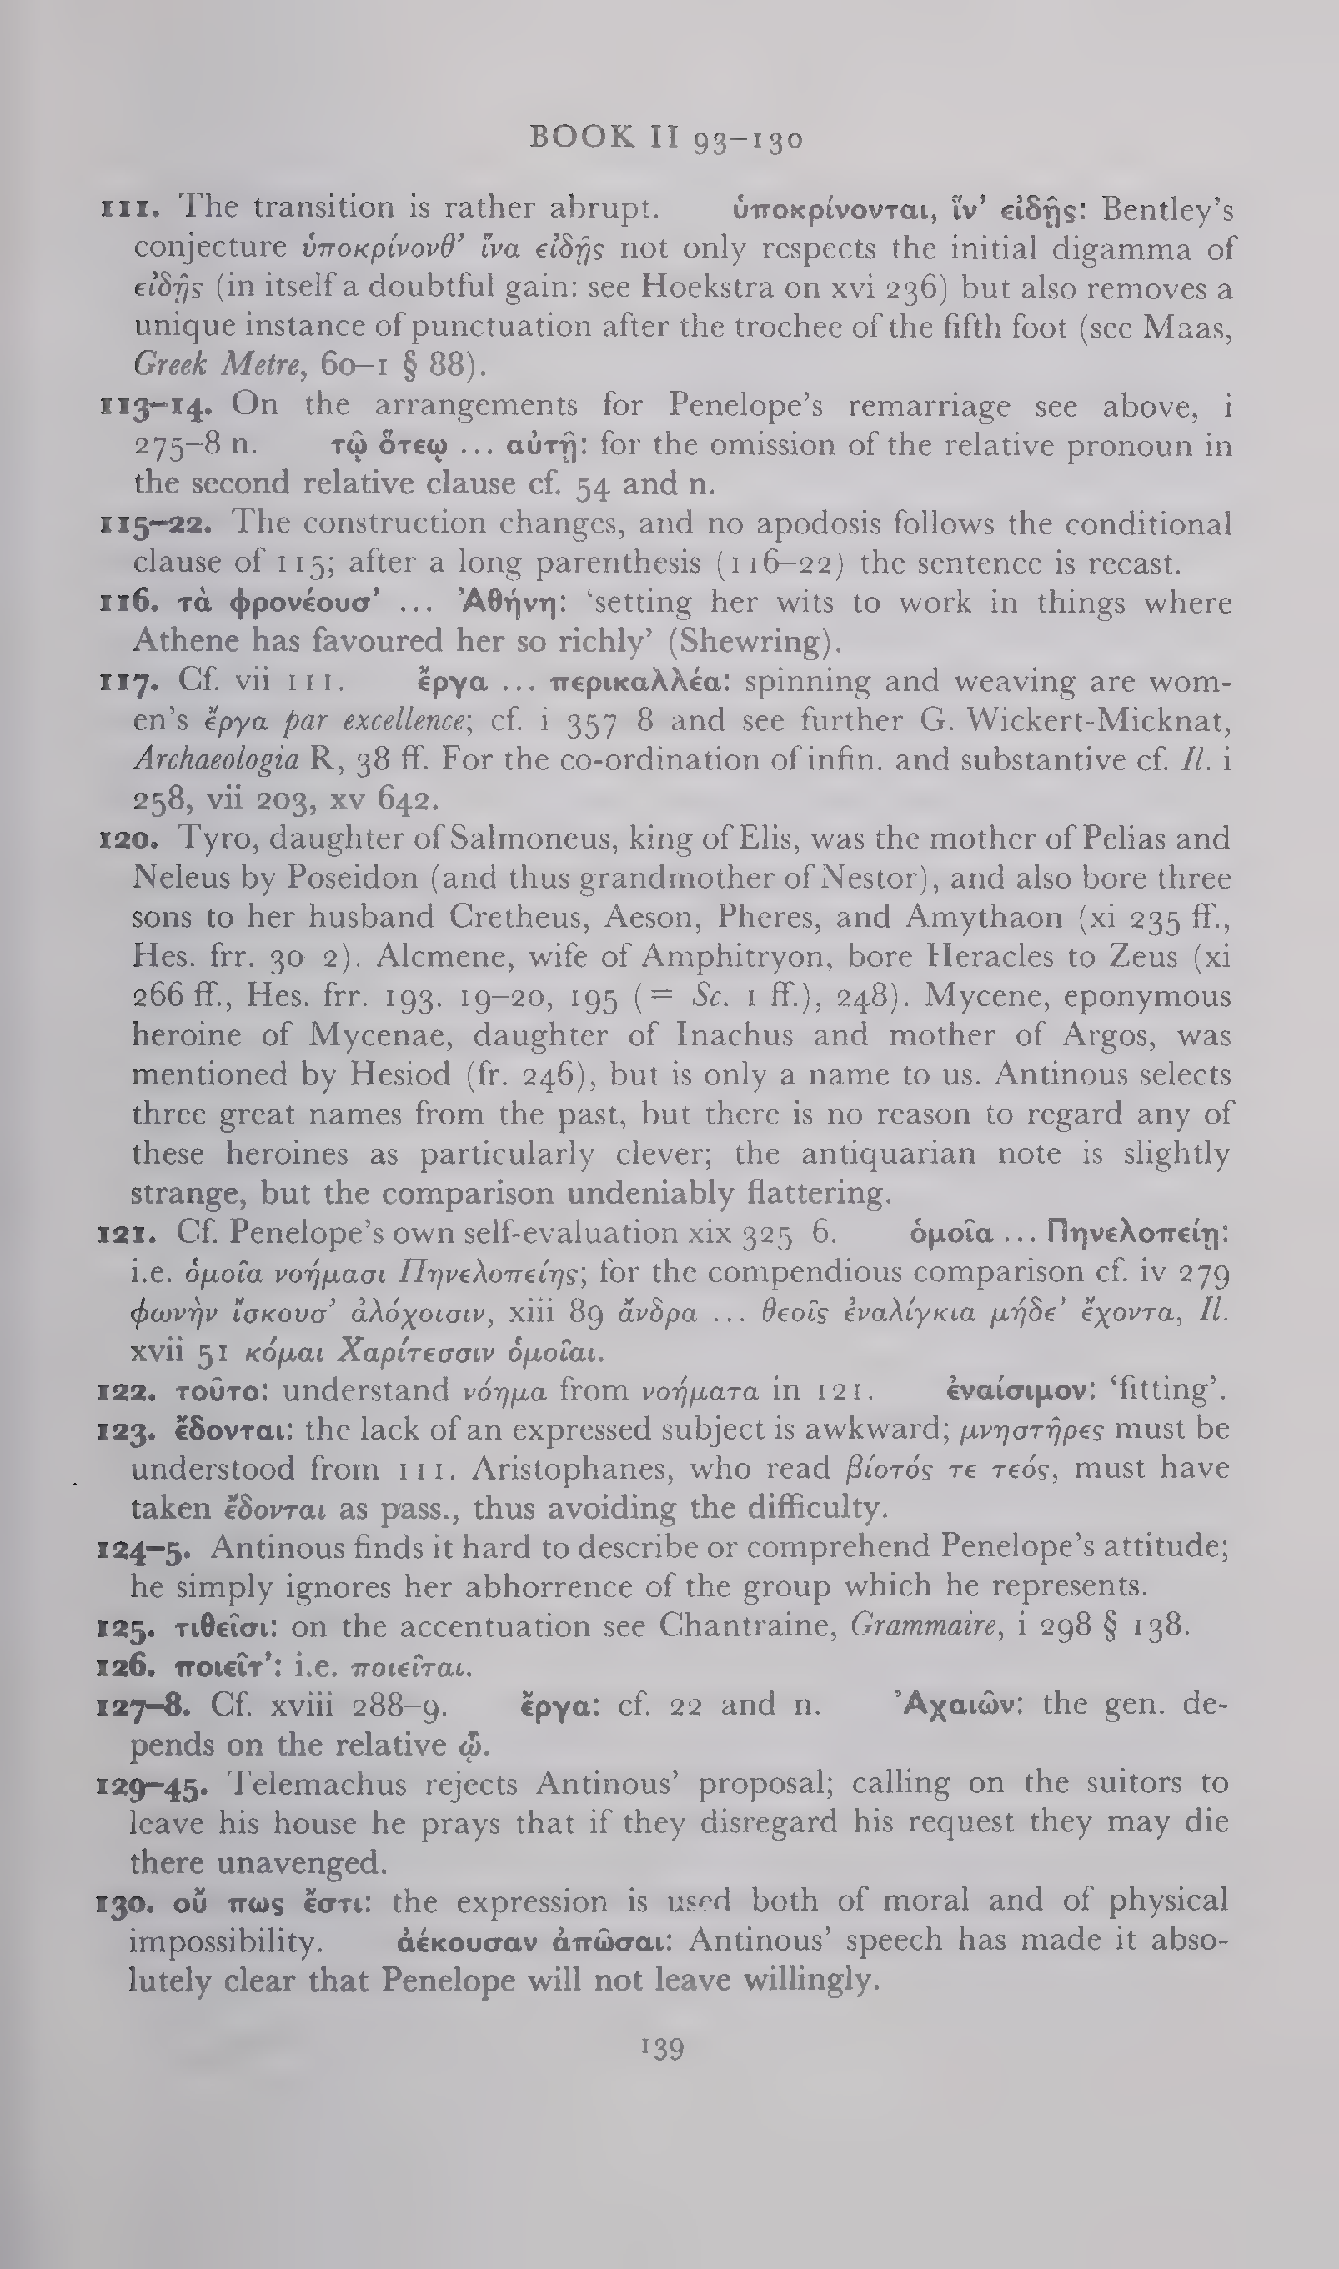 BOOK II 93–130
111. The transition is rather abrupt. ὑποκρίνονται, ἵν’ εἰδῇς: Bentley’s
conjecture ὑποκρίνονθ’ ἵνα εἰδῇς not only respects the initial digamma of
εἰδῇς (in itself a doubtful gain: see Hoekstra on xvi 236) but also removes a
unique instance of punctuation after the trochee of the fifth foot (see Maas,
Greek Metre, 60–1 § 88).
113–14. On the arrangements for Penelope’s remarriage see above, i
275–8 n. τῷ ὅτεῳ ... αὐτῇ: for the omission of the relative pronoun in
the second relative clause cf. 54 and n.
115–22. The construction changes, and no apodosis follows the conditional
clause of 115; after a long parenthesis (116–22) the sentence is recast.
116. τὰ φρονέουσ’ ... Ἀθήνη: ‘setting her wits to work in things where
Athene has favoured her so richly’ (Shewring).
117. Cf. vii 111. ἔργα ... περικαλλέα: spinning and weaving are wom-
en’s ἔργα par excellence; cf. i 357 8 and see further G. Wickert-Micknat,
Archaeologia R, 38 ff. For the co-ordination of infin. and substantive cf. Il. i
258, vii 203, xv 642.
120. Tyro, daughter of Salmoneus, king of Elis, was the mother of Pelias and
Neleus by Poseidon (and thus grandmother of Nestor), and also bore three
sons to her husband Cretheus, Aeson, Pheres, and Amythaon (xi 235 ff.,
Hes. frr. 30 2). Alcmene, wife of Amphitryon, bore Heracles to Zeus (xi
266 ff., Hes. frr. 193. 19–20, 195 (= Sc. 1 ff.), 248). Mycene, eponymous
heroine of Mycenae, daughter of Inachus and mother of Argos, was
mentioned by Hesiod (fr. 246), but is only a name to us. Antinous selects
three great names from the past, but there is no reason to regard any of
these heroines as particularly clever; the antiquarian note is slightly
strange, but the comparison undeniably flattering.
121. Cf. Penelope’s own self-evaluation xix 325 6. ὁμοῖα ... Πηνελοπείῃ:
i.e. ὁμοῖα νοήμασι Πηνελοπείης; for the compendious comparison cf. iv 279
φωνὴν ἴσκουσ’ ἀλόχοισιν, xiii 89 ἄνδρα ... θεοῖς ἐναλίγκια μήδε’ ἔχοντα, Il.
xvii 51 κόμαι Χαρίτεσσιν ὁμοῖαι.
122. τοῦτο: understand νόημα from νοήματα in 121. ἐναίσιμον: ‘fitting’.
123. ἔδονται: the lack of an expressed subject is awkward; μνηστῆρες must be
understood from 111. Aristophanes, who read βίοτός τε τεός, must have
taken ἔδονται as pass., thus avoiding the difficulty.
124–5. Antinous finds it hard to describe or comprehend Penelope’s attitude;
he simply ignores her abhorrence of the group which he represents.
125. τιθεῖσι: on the accentuation see Chantraine, Grammaire, i 298 § 138.
126. ποιεῖτ’: i.e. ποιεῖται.
127–8. Cf. xviii 288–9. ἔργα: cf. 22 and n. Ἀχαιῶν: the gen. de-
pends on the relative ᾧ.
129–45. Telemachus rejects Antinous’ proposal; calling on the suitors to
leave his house he prays that if they disregard his request they may die
there unavenged.
130. οὔ πως ἔστι: the expression is used both of moral and of physical
impossibility. ἀέκουσαν ἀπῶσαι: Antinous’ speech has made it abso-
lutely clear that Penelope will not leave willingly.
139